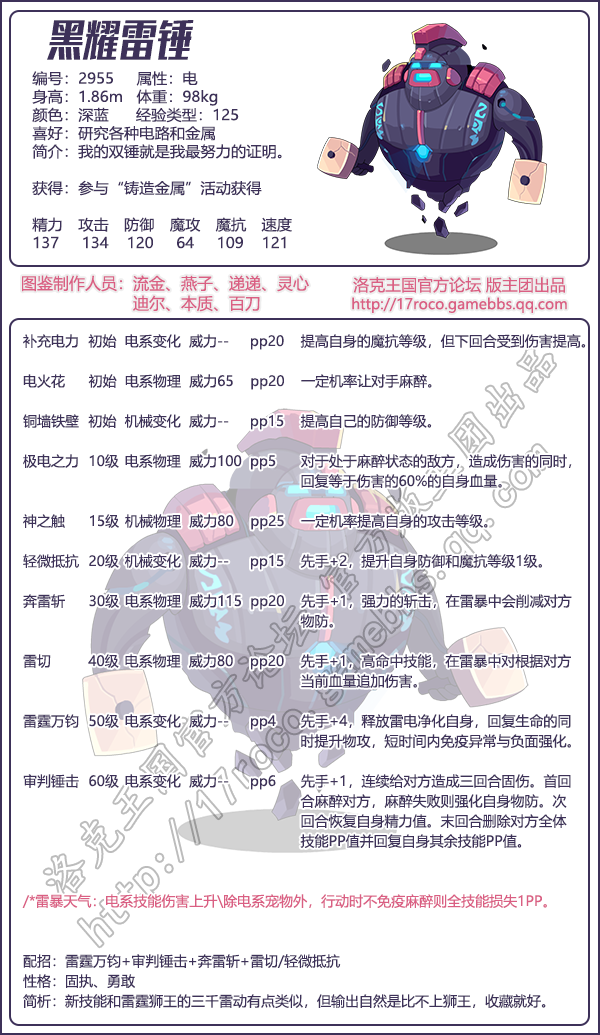 黑耀雷锤
编号：2955 属性：电
身高：1.86m 体重：98kg
颜色：深蓝 经验类型：125
喜好：研究各种电路和金属
简介：我的双锤就是我最努力的证明。
获得：参与“铸造金属”活动获得
精力 攻击 防御 魔攻 魔抗 速度
137 134 120 64 109 121
图鉴制作人员：流金、燕子、递递、灵心
迪尔、本质、百刀
洛克王国官方论坛 版主团出品
http://17roco.gamebbs.qq.com
补充电力 初始 电系变化 威力-- pp20 提高自身的魔抗等级，但下回合受到伤害提高。
电火花 初始 电系物理 威力65 pp20 一定机率让对手麻醉。
铜墙铁壁 初始 机械变化 威力-- pp15 提高自己的防御等级。
极电之力 10级 电系物理 威力100 pp5 对于处于麻醉状态的敌方，造成伤害的同时，
回复等于伤害的60%的自身血量。
神之触 15级 机械物理 威力80 pp25 一定机率提高自身的攻击等级。
轻微抵抗 20级 机械变化 威力-- pp15 先手+2，提升自身防御和魔抗等级1级。
奔雷斩 30级 电系物理 威力115 pp20 先手+1，强力的斩击，在雷暴中会削减对方
物防。
雷切 40级 电系物理 威力80 pp20 先手+1，高命中技能，在雷暴中对根据对方
当前血量追加伤害。
雷霆万钧 50级 电系变化 威力-- pp4 先手+4，释放雷电净化自身，回复生命的同
时提升物攻，短时间内免疫异常与负面强化。
审判锤击 60级 电系变化 威力-- pp6 先手+1，连续给对方造成三回合固伤。首回
合麻醉对方，麻醉失败则强化自身物防。次
回合恢复自身精力值。末回合删除对方全体
技能PP值并回复自身其余技能PP值。
洛克王国官方论坛 版主团出品
http://17roco.gamebbs.qq.com
/*雷暴天气：电系技能伤害上升\除电系宠物外，行动时不免疫麻醉则全技能损失1PP。
配招：雷霆万钧+审判锤击+奔雷斩+雷切/轻微抵抗
性格：固执、勇敢
简析：新技能和雷霆狮王的三千雷动有点类似，但输出自然是比不上狮王，收藏就好。